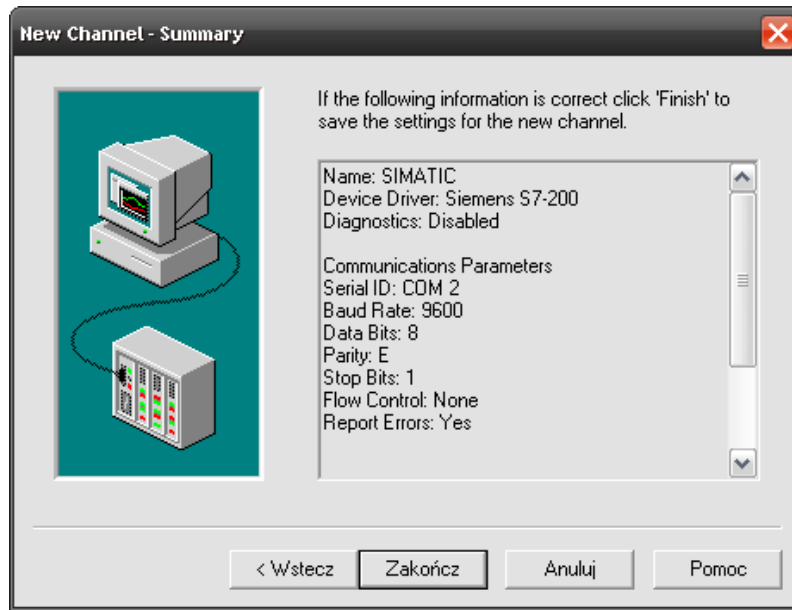 New Channel - Summary
If the following information is correct click 'Finish' to
save the settings for the new channel.
Name: SIMATIC
Device Driver: Siemens S7-200
Diagnostics: Disabled
Communications Parameters
Serial ID: COM 2
Baud Rate: 9600
Data Bits: 8
Parity: E
Stop Bits: 1
Flow Control: None
Report Errors: Yes
< Wstecz
Zakończ
Anuluj
Pomoc